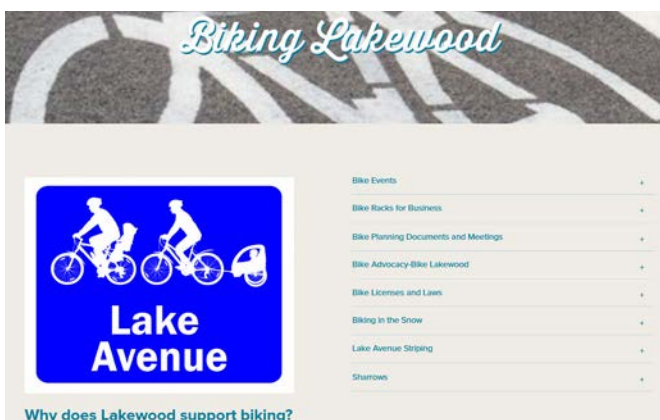 Biking Lakewood
Lake
Avenue
Why does Lakewood support biking?
Bike Events +
Bike Racks for Business +
Bike Planning Documents and Meetings +
Bike Advocacy-Bike Lakewood +
Bike Licenses and Laws +
Biking in the Snow +
Lake Avenue Striping +
Sharrows +